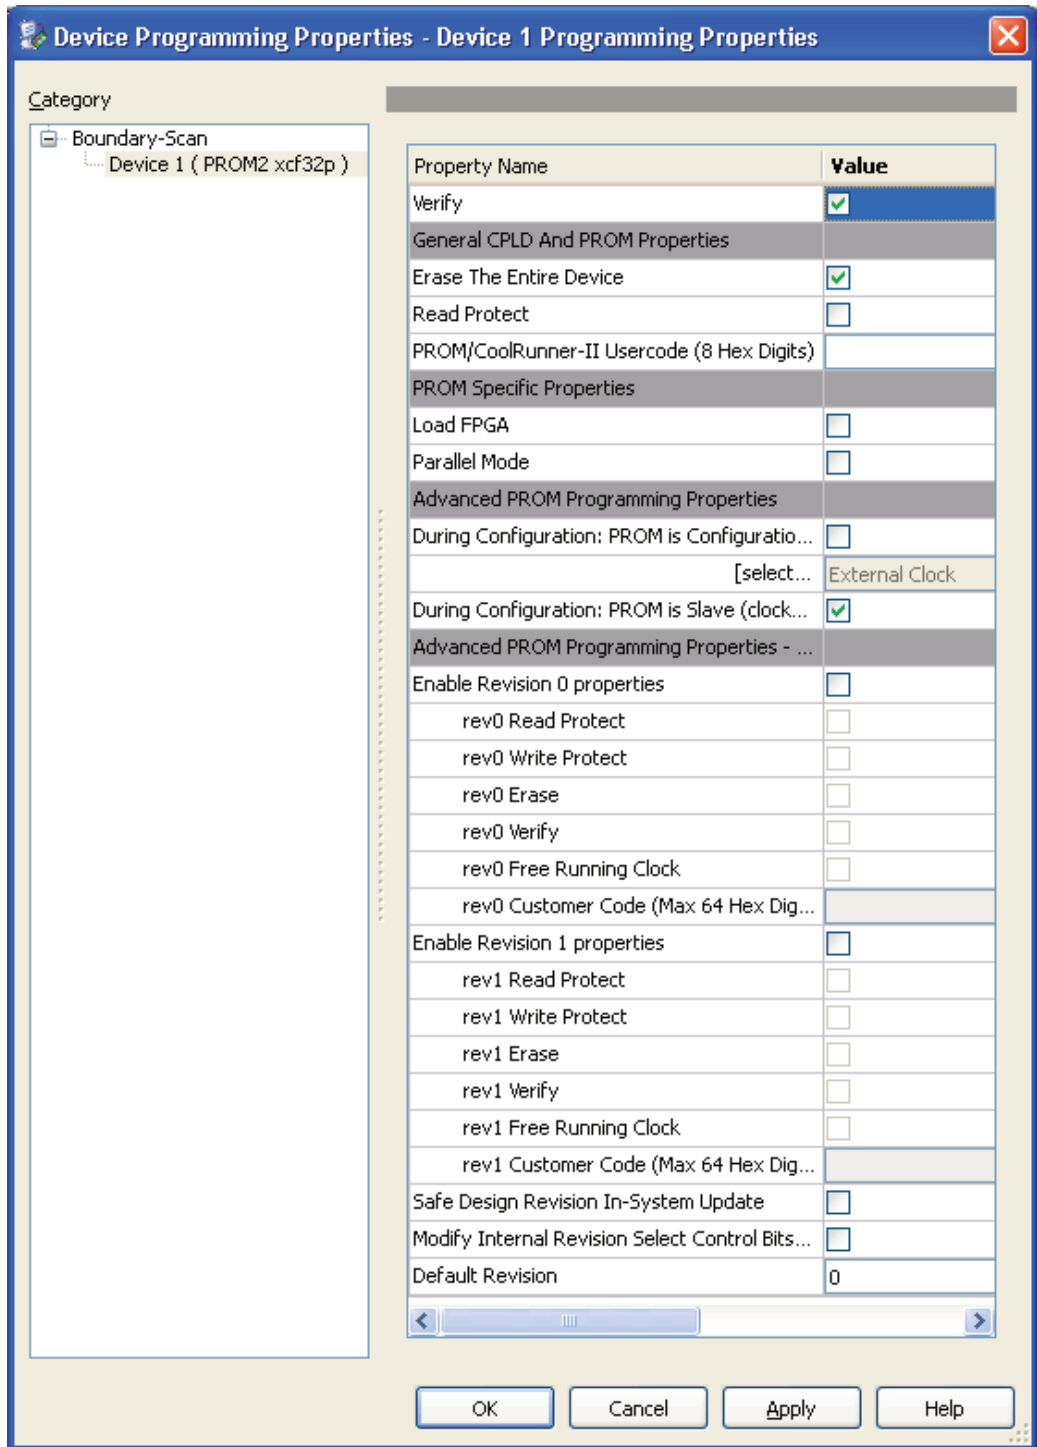 Device Programming Properties - Device 1 Programming Properties
Category
Boundary-Scan
Device 1 ( PROM2 xcf32p )
Property Name Value
Verify
General CPLD And PROM Properties
Erase The Entire Device
Read Protect
PROM/CoolRunner-II Usercode (8 Hex Digits)
PROM Specific Properties
Load FPGA
Parallel Mode
Advanced PROM Programming Properties
During Configuration: PROM is Configuratio...
[select... External Clock
During Configuration: PROM is Slave (clock...
Advanced PROM Programming Properties - ...
Enable Revision 0 properties
rev0 Read Protect
rev0 Write Protect
rev0 Erase
rev0 Verify
rev0 Free Running Clock
rev0 Customer Code (Max 64 Hex Dig...
Enable Revision 1 properties
rev1 Read Protect
rev1 Write Protect
rev1 Erase
rev1 Verify
rev1 Free Running Clock
rev1 Customer Code (Max 64 Hex Dig...
Safe Design Revision In-System Update
Modify Internal Revision Select Control Bits...
Default Revision 0
OK Cancel Apply Help